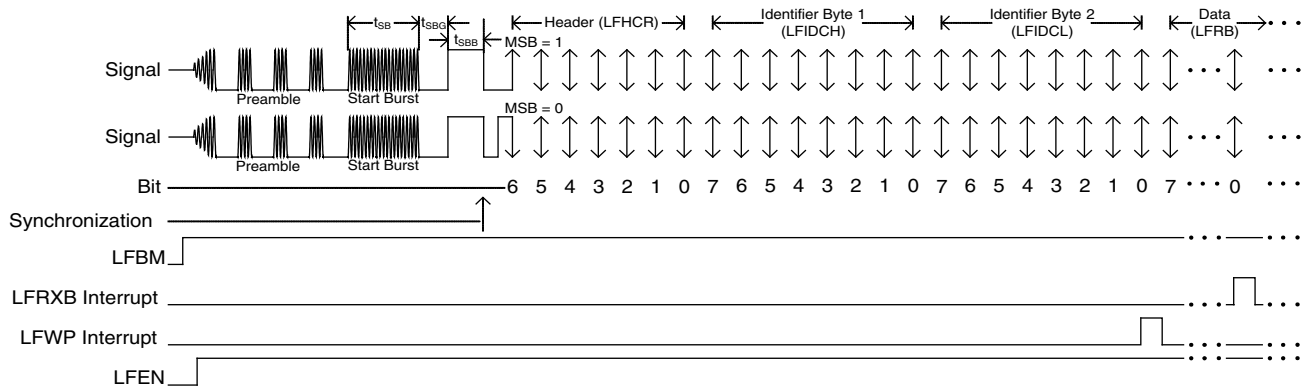 t_SB t_SBG Header (LFHCR) Identifier Byte 1 Identifier Byte 2 Data
(LFIDCH) (LFIDCL) (LFRB)
t_SBB MSB = 1
Signal
Preamble Start Burst
MSB = 0
Signal
Preamble Start Burst
Bit 6 5 4 3 2 1 0 7 6 5 4 3 2 1 0 7 6 5 4 3 2 1 0 7 0
Synchronization
LFBM
LFRXB Interrupt
LFWP Interrupt
LFEN